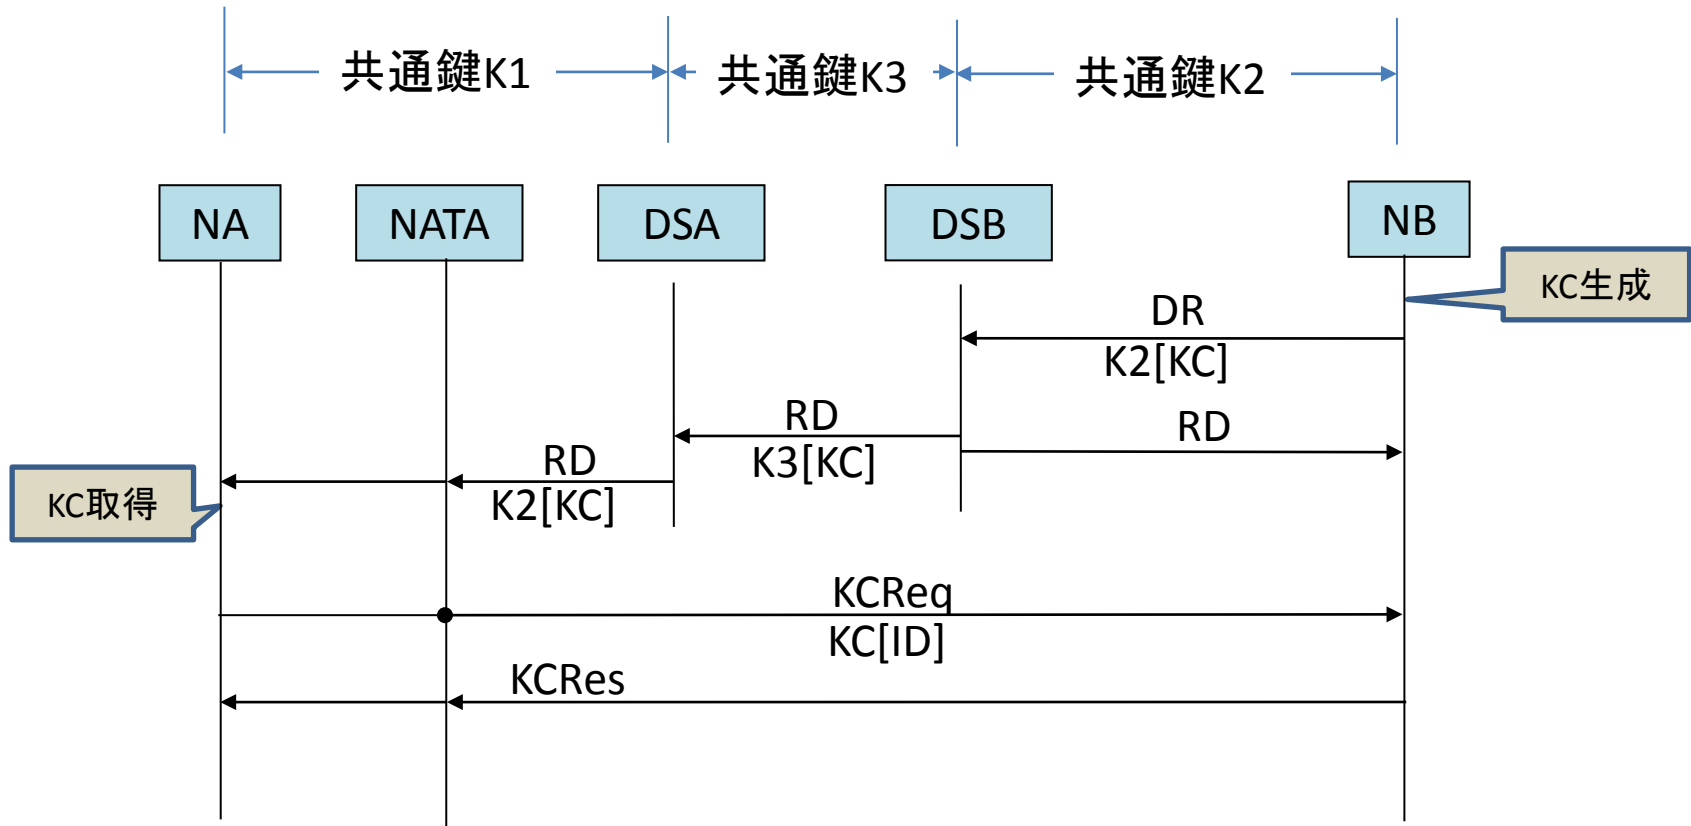 共通鍵K1
共通鍵K3
共通鍵K2
NA
NATA
DSA
DSB
NB
KC生成
DR
K2[KC]
RD
K3[KC]
RD
RD
K2[KC]
KC取得
KCReq
KC[ID]
KCRes